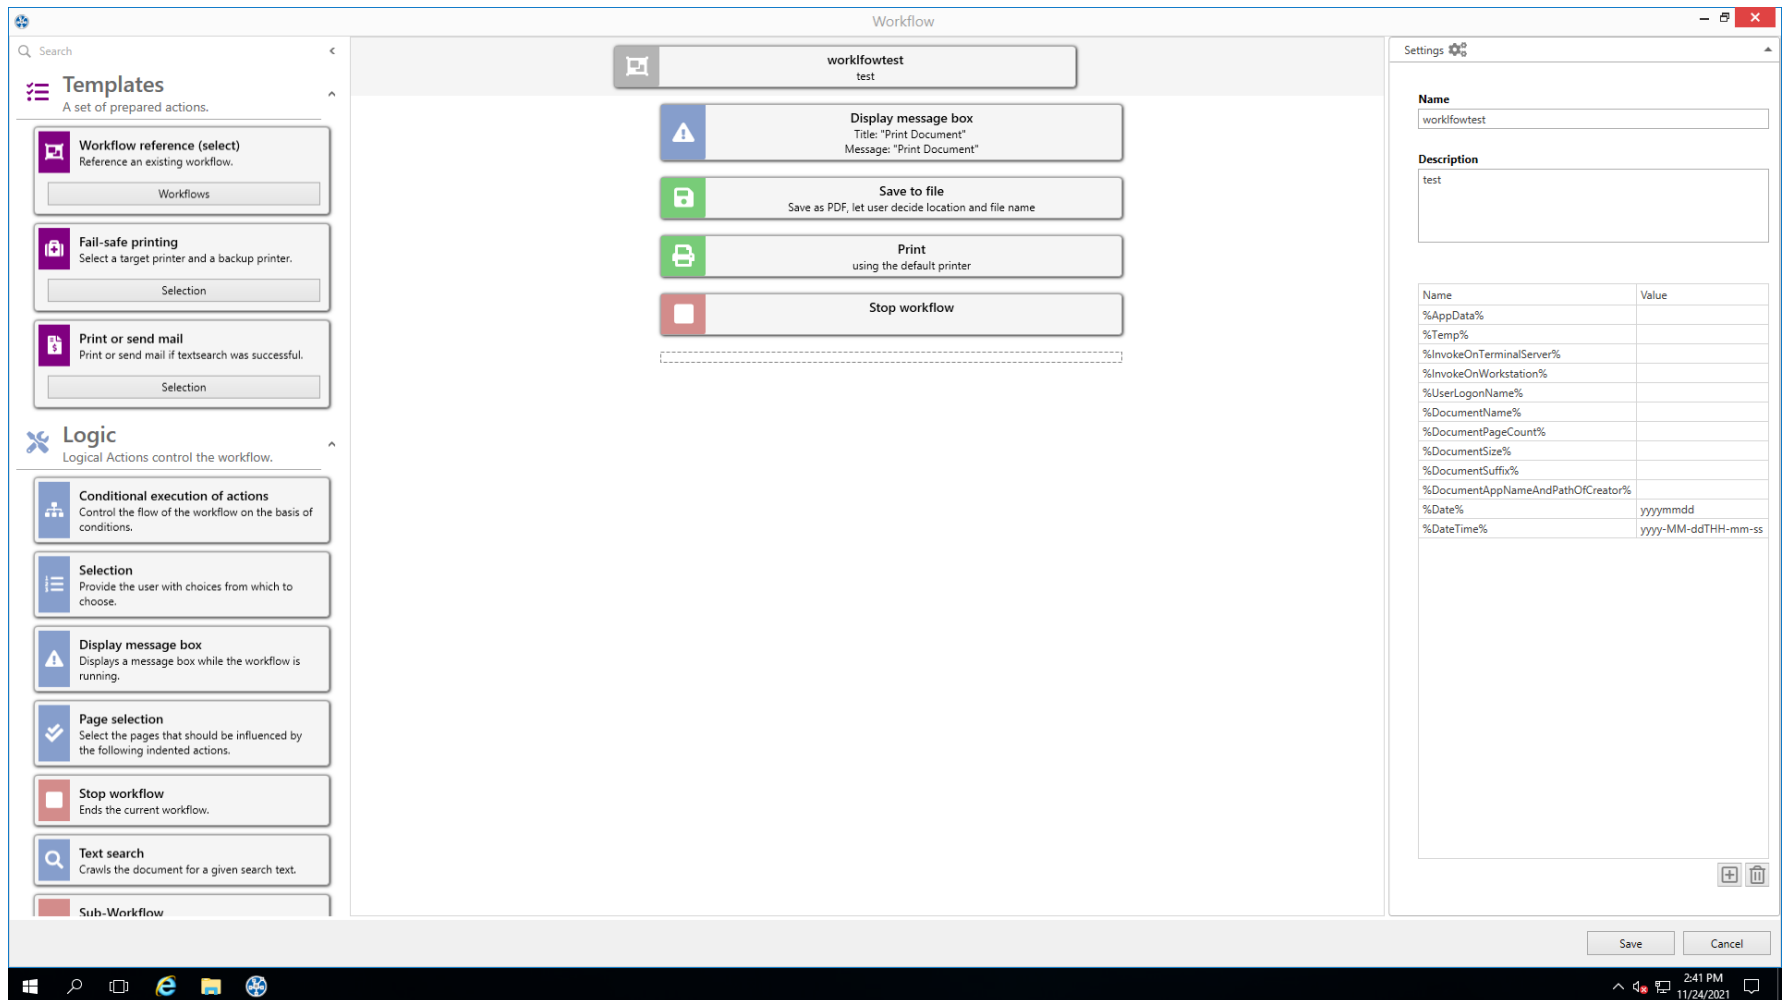 Workflow
Search
Templates
A set of prepared actions.
Workflow reference (select)
Reference an existing workflow.
Workflows
Fail-safe printing
Select a target printer and a backup printer.
Selection
Print or send mail
Print or send mail if textsearch was successful.
Selection
Logic
Logical Actions control the workflow.
Conditional execution of actions
Control the flow of the workflow on the basis of
conditions.
Selection
Provide the user with choices from which to
choose.
Display message box
Displays a message box while the workflow is
running.
Page selection
Select the pages that should be influenced by
the following indented actions.
Stop workflow
Ends the current workflow.
Text search
Crawls the document for a given search text.
Sub-Workflow
worklfowtest
test
Display message box
Title: "Print Document"
Message: "Print Document"
Save to file
Save as PDF, let user decide location and file name
Print
using the default printer
Stop workflow
Settings
Name
worklfowtest
Description
test
Name Value
%AppData%
%Temp%
%InvokeOnTerminalServer%
%InvokeOnWorkstation%
%UserLogonName%
%DocumentName%
%DocumentPageCount%
%DocumentSize%
%DocumentSuffix%
%DocumentAppNameAndPathOfCreator%
%Date% yyyymmdd
%DateTime% yyyy-MM-ddTHH-mm-ss
Save Cancel
2:41 PM
11/24/2021